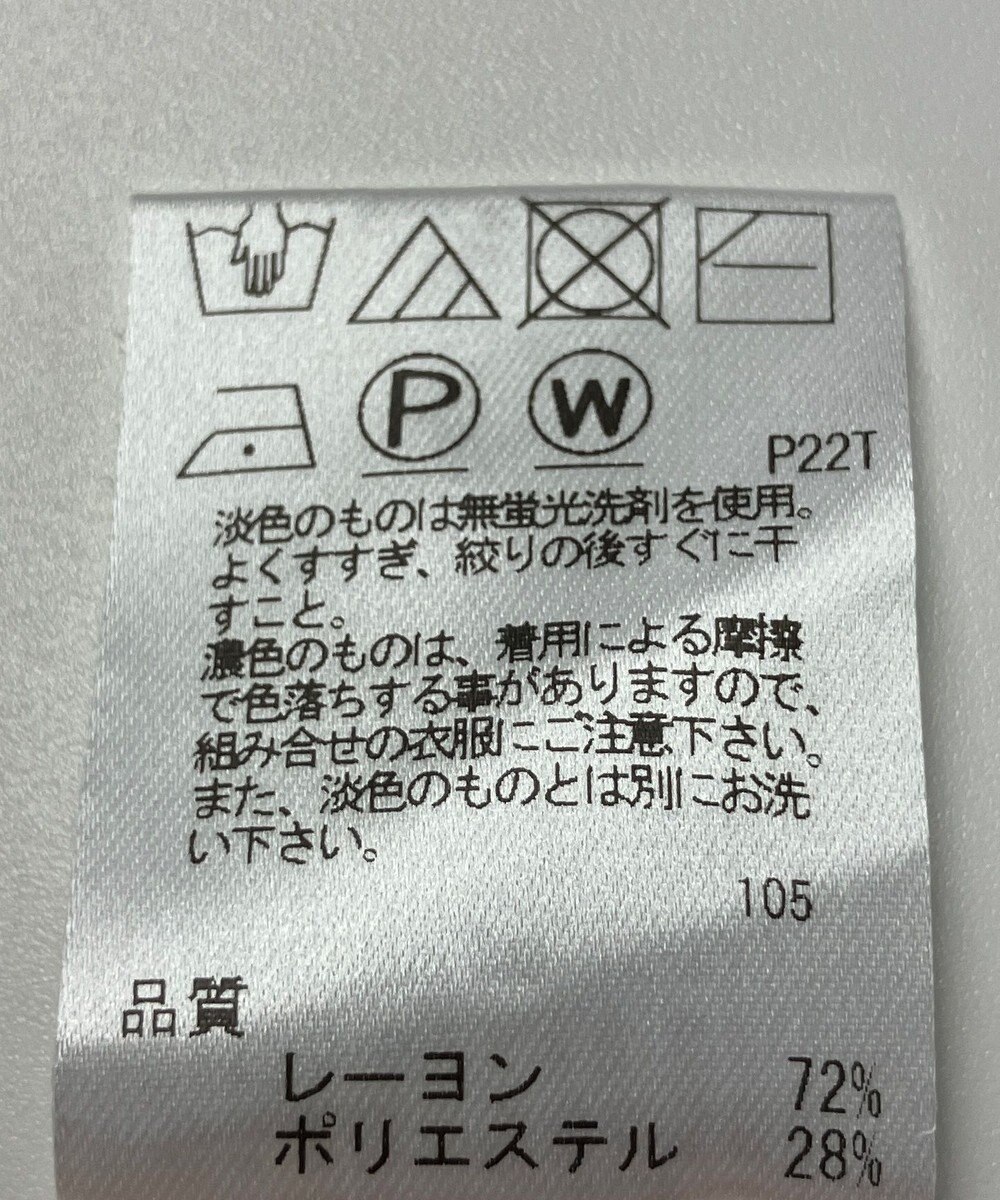 P W
P22T
淡色のものは無蛍光洗剤を使用。
よくすすぎ、絞りの後すぐに干
すこと。
濃色のものは、着用による摩擦
で色落ちする事がありますので、
組み合せの衣服にご注意下さい。
また、淡色のものとは別にお洗
い下さい。
105
品質
レーヨン 72%
ポリエステル 28%